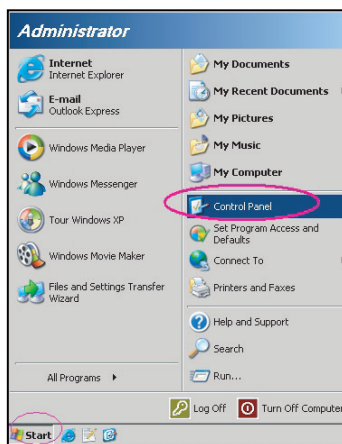 Administrator
Internet
Internet Explorer
E-mail
Outlook Express
Windows Media Player
Windows Messenger
Tour Windows XP
Windows Movie Maker
Files and Settings Transfer
Wizard
All Programs
My Documents
My Recent Documents
My Pictures
My Music
My Computer
Control Panel
Set Program Access and
Defaults
Connect To
Printers and Faxes
Help and Support
Search
Run...
Log Off
Turn Off Computer
Start